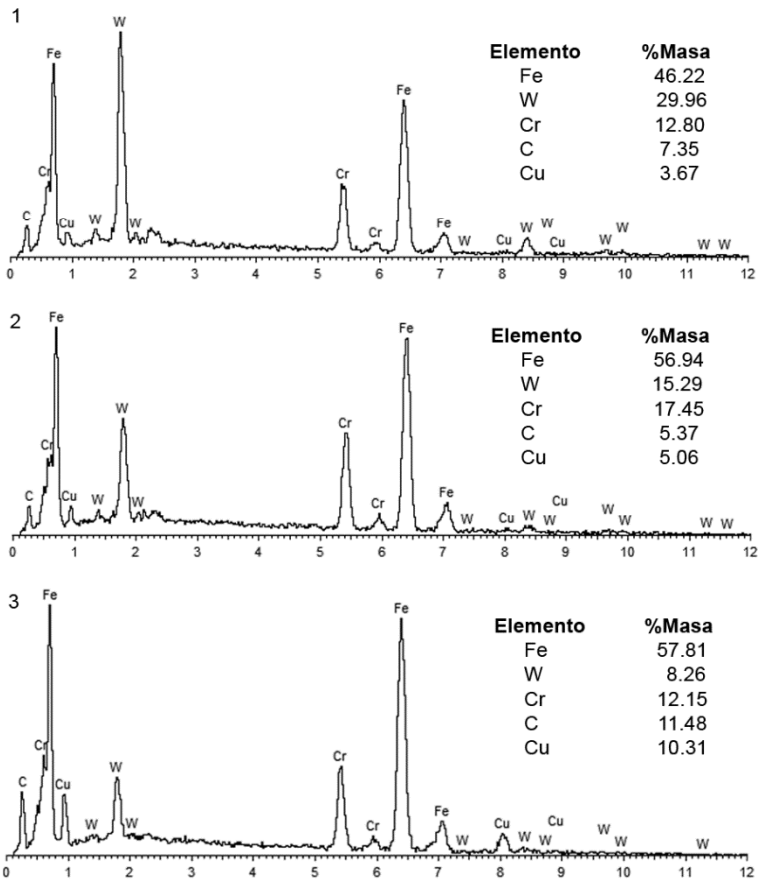 1
Fe
W
Cr
C
Cu
W
W
Cr
Cr
Fe
Fe
W
Cu
W
W
Cu
W
W
W
W
0 1 2 3 4 5 6 7 8 9 10 11 12
Elemento %Masa
Fe 46.22
W 29.96
Cr 12.80
C 7.35
Cu 3.67
2
Fe
Cr
C
Cu
W
W
W
Cr
Cr
Fe
Fe
W
Cu
W
W
Cu
W
W
W
W
0 1 2 3 4 5 6 7 8 9 10 11 12
Elemento %Masa
Fe 56.94
W 15.29
Cr 17.45
C 5.37
Cu 5.06
3
Fe
Cr
C
Cu
W
W
W
Cr
Cr
Fe
Fe
W
Cu
W
W
Cu
W
W
W
0 1 2 3 4 5 6 7 8 9 10 11 12
Elemento %Masa
Fe 57.81
W 8.26
Cr 12.15
C 11.48
Cu 10.31